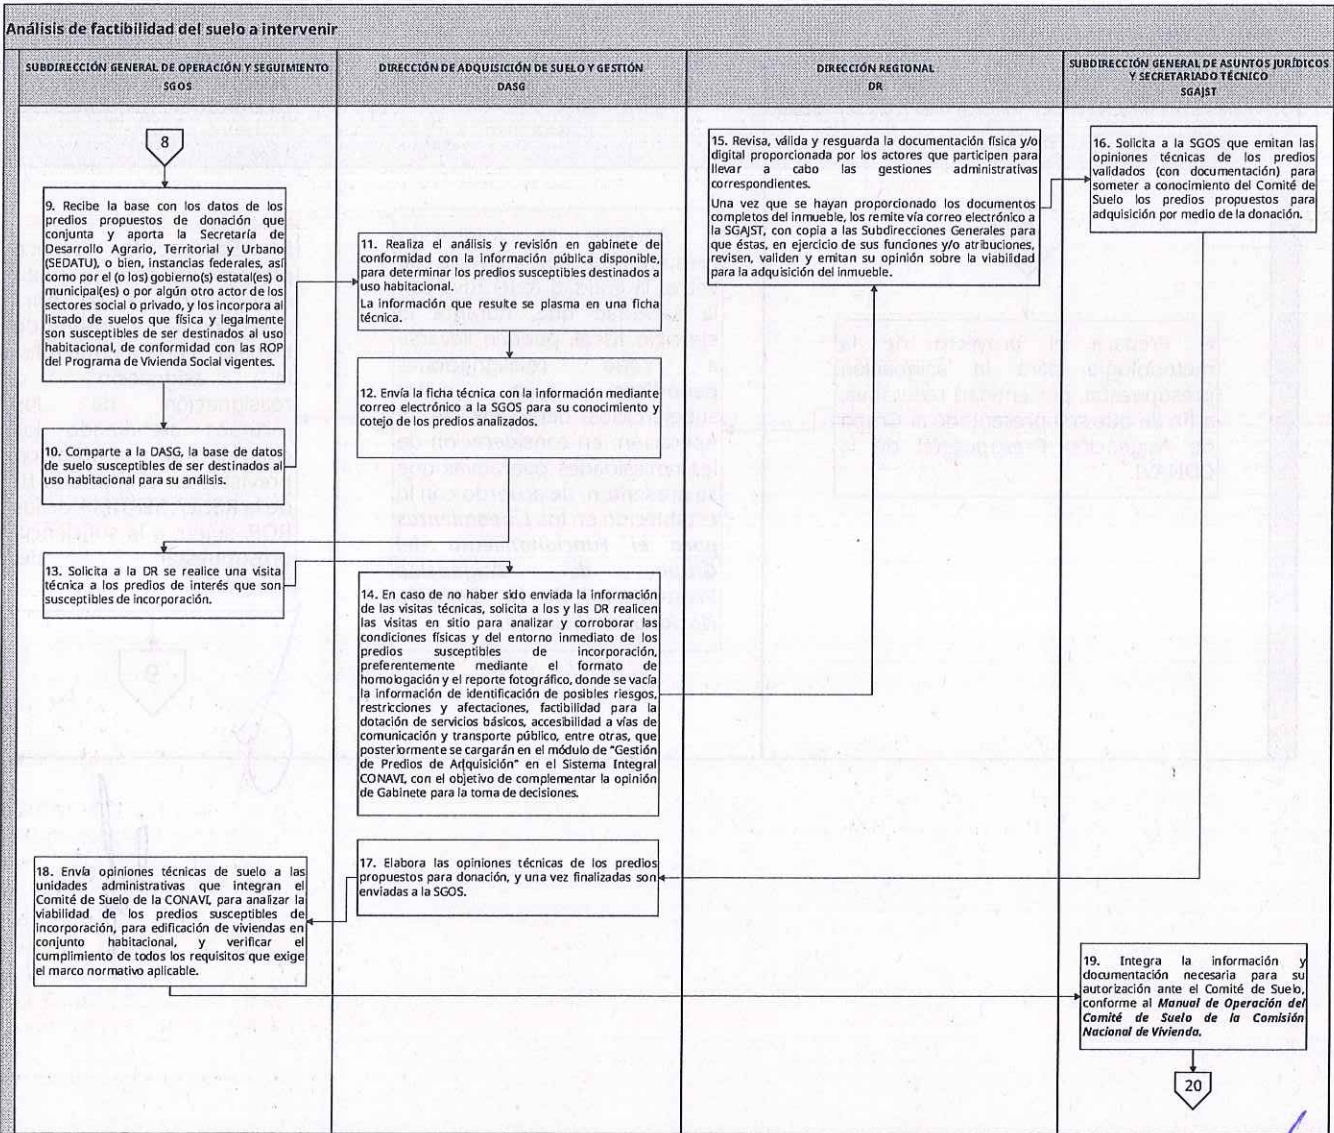 Análisis de factibilidad del suelo a intervenir
SUBDIRECCIÓN GENERAL DE OPERACIÓN Y SEGUIMIENTO
SGOS
DIRECCIÓN DE ADQUISICIÓN DE SUELO Y GESTIÓN
DASG
DIRECCIÓN REGIONAL
DR
SUBDIRECCIÓN GENERAL DE ASUNTOS JURÍDICOS
Y SECRETARIADO TÉCNICO
SGAJST
8
9. Recibe la base con los datos de los
predios propuestos de donación que
conjunta y aporta la Secretaría de
Desarrollo Agrario, Territorial y Urbano
(SEDATU), o bien, instancias federales, así
como por el (o los) gobierno(s) estatal(es) o
municipal(es) o por algún otro actor de los
sectores social o privado, y los incorpora al
listado de suelos que física y legalmente
son susceptibles de ser destinados al uso
habitacional, de conformidad con las ROP
del Programa de Vivienda Social vigentes.
10. Comparte a la DASG, la base de datos
de suelo susceptibles de ser destinados al
uso habitacional para su análisis.
11. Realiza el análisis y revisión en gabinete de
conformidad con la información pública disponible,
para determinar los predios susceptibles destinados a
uso habitacional.
La información que resulte se plasma en una ficha
técnica.
12. Envía la ficha técnica con la información mediante
correo electrónico a la SGOS para su conocimiento y
cotejo de los predios analizados.
13. Solicita a la DR se realice una visita
técnica a los predios de interés que son
susceptibles de incorporación.
14. En caso de no haber sido enviada la información
de las visitas técnicas, solicita a los y las DR realicen
las visitas en sitio para analizar y corroborar las
condiciones físicas y del entorno inmediato de los
predios susceptibles de incorporación,
preferentemente mediante el formato de
homologación y el reporte fotográfico, donde se vacía
la información de identificación de posibles riesgos,
restricciones y afectaciones, factibilidad para la
dotación de servicios básicos, accesibilidad a vías de
comunicación y transporte público, entre otras, que
posteriormente se cargarán en el módulo de "Gestión
de Predios de Adquisición" en el Sistema Integral
CONAVI, con el objetivo de complementar la opinión
de Gabinete para la toma de decisiones.
15. Revisa, válida y resguarda la documentación física y/o
digital proporcionada por los actores que participen para
llevar a cabo las gestiones administrativas
correspondientes.
Una vez que se hayan proporcionado los documentos
completos del inmueble, los remite vía correo electrónico a
la SGAJST, con copia a las Subdirecciones Generales para
que éstas, en ejercicio de sus funciones y/o atribuciones,
revisen, validen y emitan su opinión sobre la viabilidad
para la adquisición del inmueble.
16. Solicita a la SGOS que emitan las
opiniones técnicas de los predios
validados (con documentación) para
someter a conocimiento del Comité de
Suelo los predios propuestos para
adquisición por medio de la donación.
17. Elabora las opiniones técnicas de los predios
propuestos para donación, y una vez finalizadas son
enviadas a la SGOS.
18. Envía opiniones técnicas de suelo a las
unidades administrativas que integran el
Comité de Suelo de la CONAVI, para analizar la
viabilidad de los predios susceptibles de
incorporación, para edificación de viviendas en
conjunto habitacional, y verificar el
cumplimiento de todos los requisitos que exige
el marco normativo aplicable.
19. Integra la información y
documentación necesaria para su
autorización ante el Comité de Suelo,
conforme al Manual de Operación del
Comité de Suelo de la Comisión
Nacional de Vivienda.
20